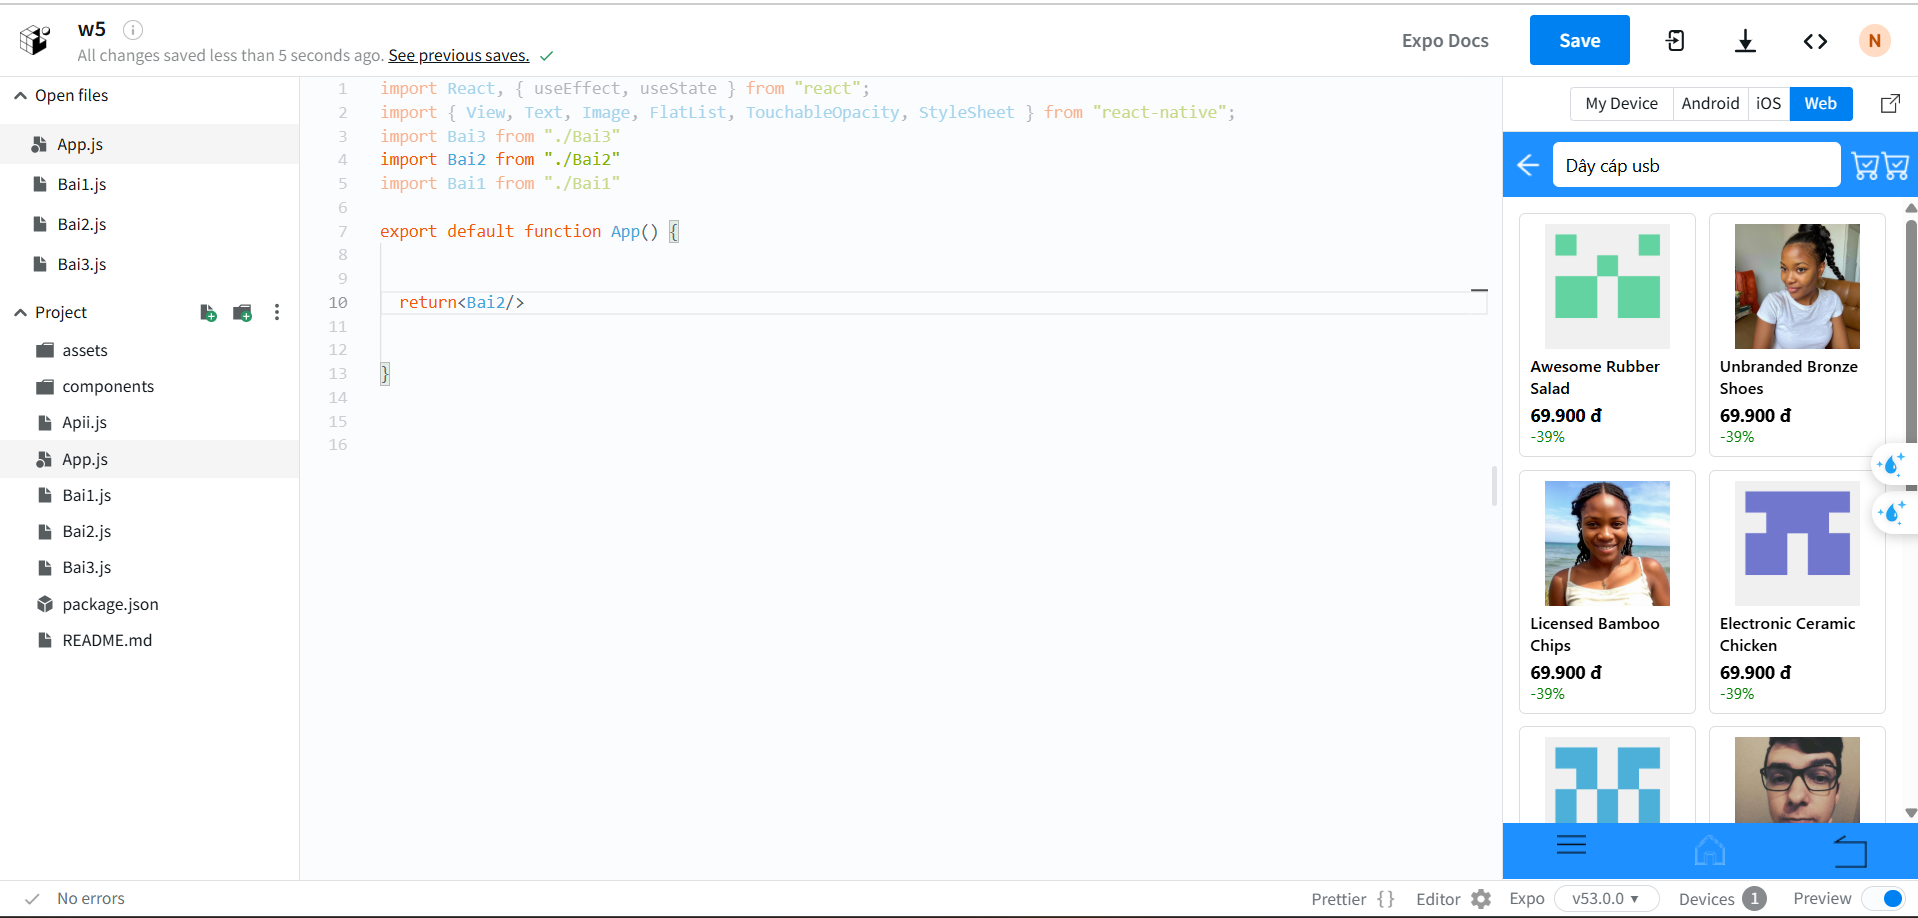 w5
All changes saved less than 5 seconds ago. See previous saves.
Expo Docs
Save
N
Open files
App.js
Bai1.js
Bai2.js
Bai3.js
Project
assets
components
Apii.js
App.js
Bai1.js
Bai2.js
Bai3.js
package.json
README.md
1 import React, { useEffect, useState } from "react";
2 import { View, Text, Image, FlatList, TouchableOpacity, StyleSheet } from "react-native";
3 import Bai3 from "./Bai3"
4 import Bai2 from "./Bai2"
5 import Bai1 from "./Bai1"
6
7 export default function App() {
8
9
10 return<Bai2/>
11
12
13 }
14
15
16
My Device Android iOS Web
Dây cáp usb
Awesome Rubber
Salad
69.900 đ
-39%
Unbranded Bronze
Shoes
69.900 đ
-39%
Licensed Bamboo
Chips
69.900 đ
-39%
Electronic Ceramic
Chicken
69.900 đ
-39%
No errors
Prettier {} Editor Expo v53.0.0 Devices 1 Preview